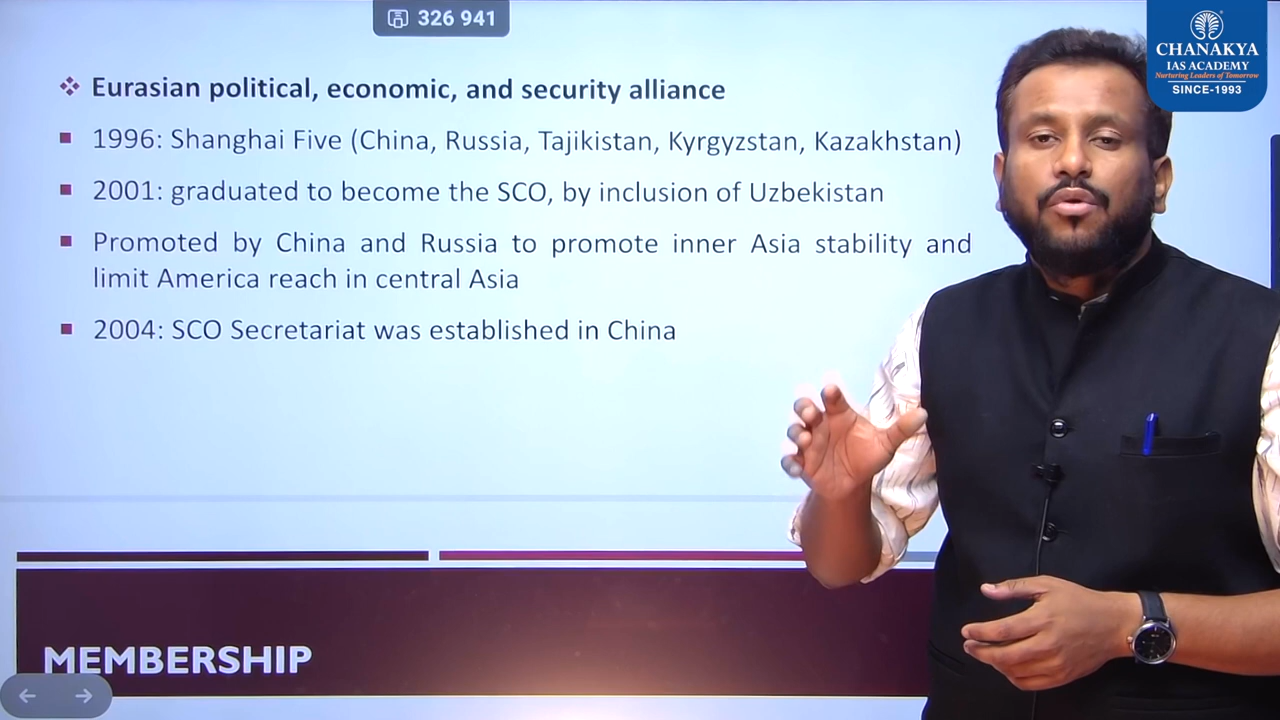 326 941
CHANAKYA
IAS ACADEMY
Nurturing Leaders of Tomorrow
SINCE-1993
Eurasian political, economic, and security alliance
1996: Shanghai Five (China, Russia, Tajikistan, Kyrgyzstan, Kazakhstan)
2001: graduated to become the SCO, by inclusion of Uzbekistan
Promoted by China and Russia to promote inner Asia stability and
limit America reach in central Asia
2004: SCO Secretariat was established in China
MEMBERSHIP